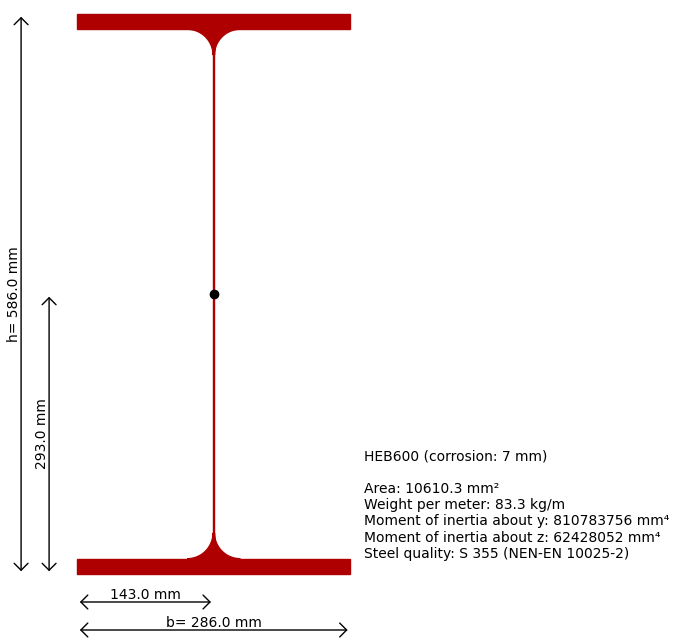 h= 586.0 mm
293.0 mm
HEB600 (corrosion: 7 mm)
Area: 10610.3 mm²
Weight per meter: 83.3 kg/m
Moment of inertia about y: 810783756 mm⁴
Moment of inertia about z: 62428052 mm⁴
Steel quality: S 355 (NEN-EN 10025-2)
143.0 mm
b= 286.0 mm